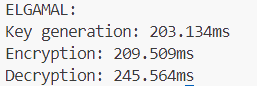 ELGAMAL:
Key generation: 203.134ms
Encryption: 209.509ms
Decryption: 245.564ms